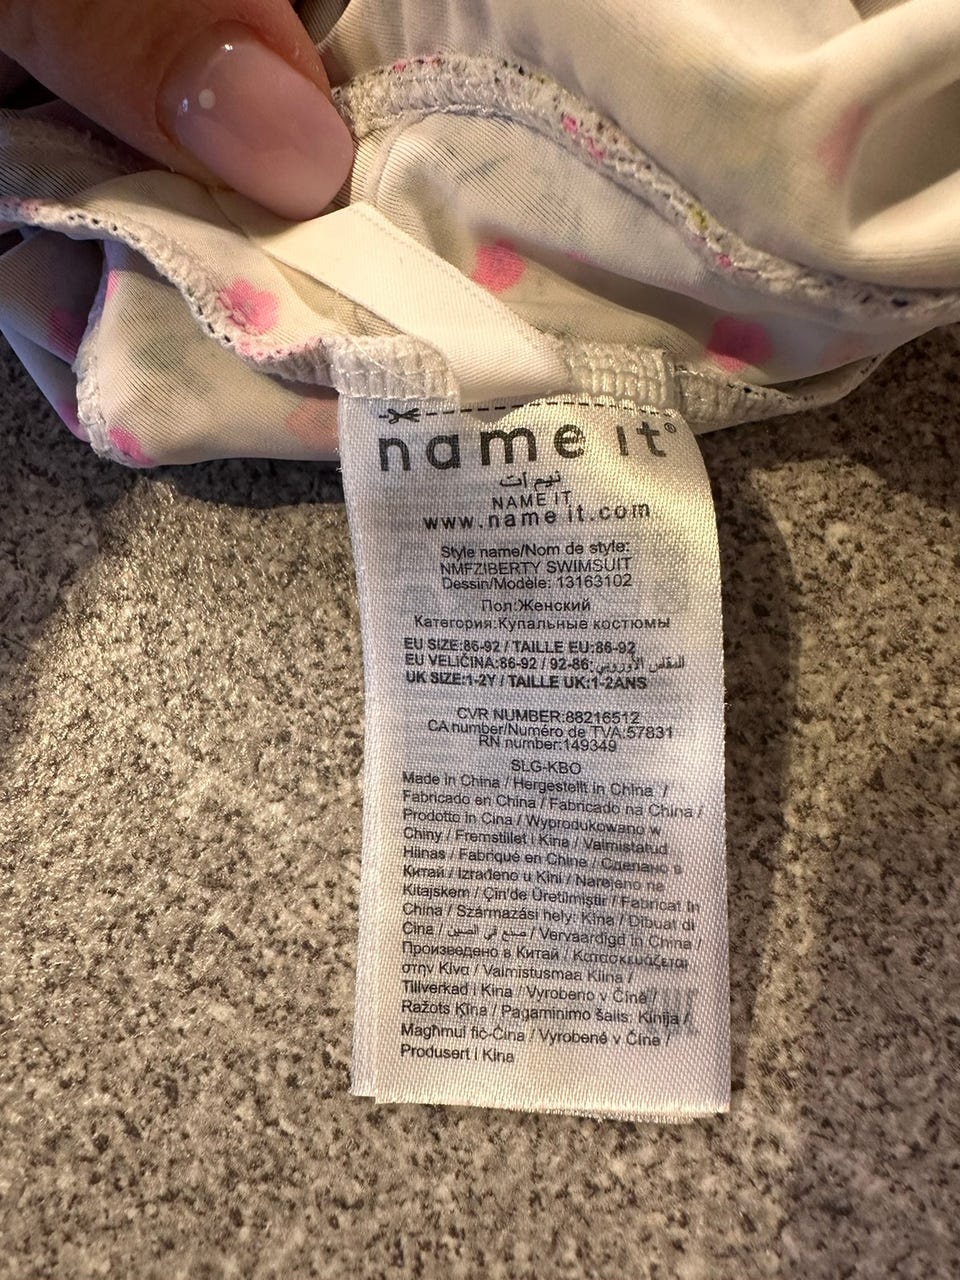 name it®
نيم ات
NAME IT
www.name it.com
Style name/Nom de style:
NMFZIBERTY SWIMSUIT
Dessin/Modèle: 13163102
Пол:Женский
Категория:Купальные костюмы
EU SIZE:86-92 / TAILLE EU:86-92
EU VELIČINA:86-92 / 92-86:المقاس الأوروبي
UK SIZE:1-2Y / TAILLE UK:1-2ANS
CVR NUMBER:88216512
CA number/Numéro de TVA:57831
RN number:149349
SLG-KBO
Made in China / Hergestellt in China /
Fabricado en China / Fabricado na China /
Prodotto in Cina / Wyprodukowano w
Chiny / Fremstillet i Kina / Valmistatud
Hiinas / Fabriqué en Chine / Сделано в
Китай / Izrađeno u Kini / Narejeno na
Kitajskem / Çin'de Üretilmiştir / Fabricat în
China / Származási hely: Kína / Dibuat di
Cina / صنع في الصين / Vervaardigd in China /
Произведено в Китай / Κατασκευάζεται
στην Κίνα / Valmistusmaa Kiina /
Tillverkad i Kina / Vyrobeno v Číně /
Ražots Ķīna / Pagaminimo šalis: Kinija /
Magħmul fiċ-Ċina / Vyrobené v Číne /
Produsert i Kina